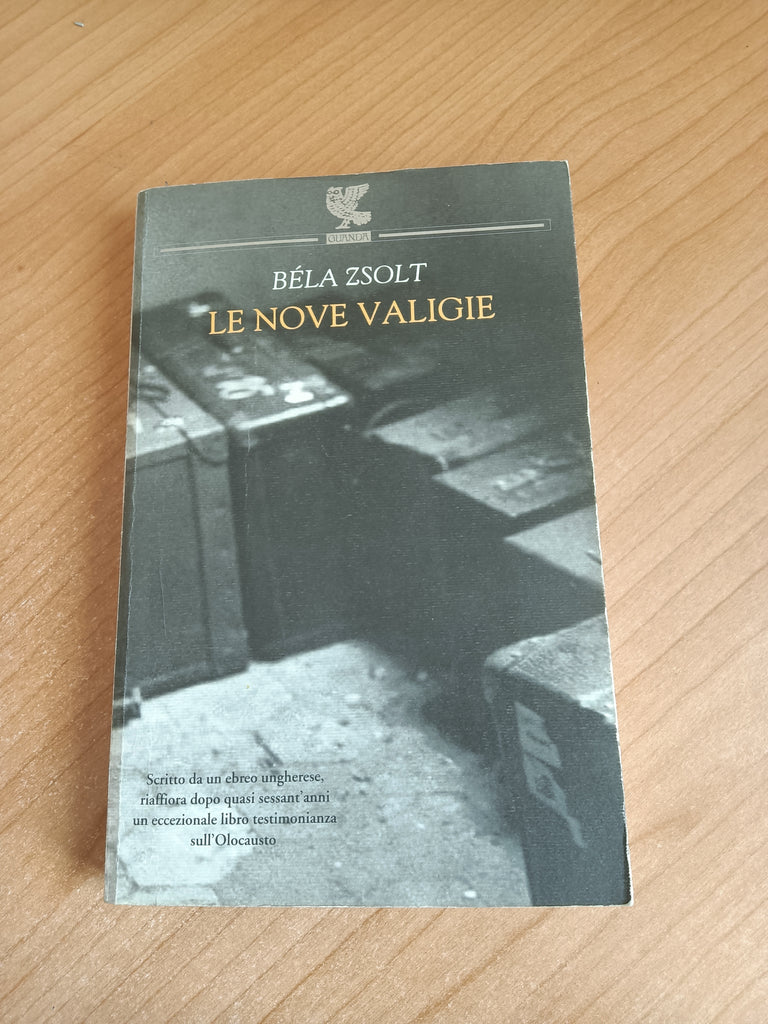 GUANDA
BÉLA ZSOLT
LE NOVE VALIGIE
Scritto da un ebreo ungherese,
riaffiora dopo quasi sessant'anni
un eccezionale libro testimonianza
sull'Olocausto